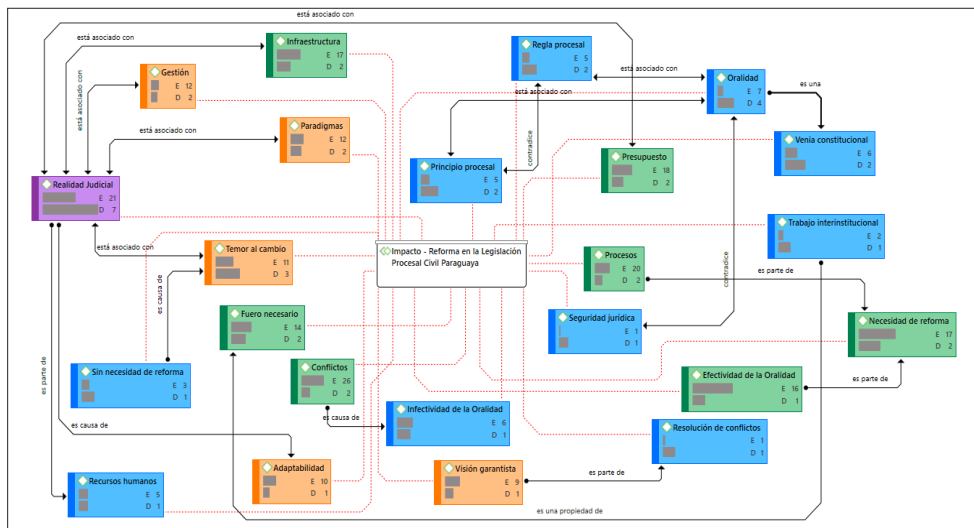 está asociado con
está asociado con
Infraestructura
E 17
D 2
Regla procesal
E 5
D 2
está asociado con
Oralidad
E 7
D 4
es una
Gestión
E 12
D 2
está asociado con
está asociado con
está asociado con
Paradigmas
E 12
D 2
contradice
Venia constitucional
E 6
D 2
Principio procesal
E 5
D 2
Presupuesto
E 18
D 2
Realidad Judicial
E 21
D 7
Trabajo interinstitucional
E 2
D 1
está asociado con
Temor al cambio
E 11
D 3
Impacto - Reforma en la Legislación
Procesal Civil Paraguaya
Procesos
E 20
D 2
contradice
es parte de
es causa de
Fuero necesario
E 14
D 2
Seguridad jurídica
E 1
D 1
Necesidad de reforma
E 17
D 2
Sin necesidad de reforma
E 3
D 1
Conflictos
E 26
D 2
Efectividad de la Oralidad
E 16
D 1
es parte de
es parte de
es causa de
Infectividad de la Oralidad
E 6
D 1
es causa de
Resolución de conflictos
E 1
D 1
Recursos humanos
E 5
D 1
Adaptabilidad
E 10
D 1
Visión garantista
E 9
D 1
es parte de
es una propiedad de